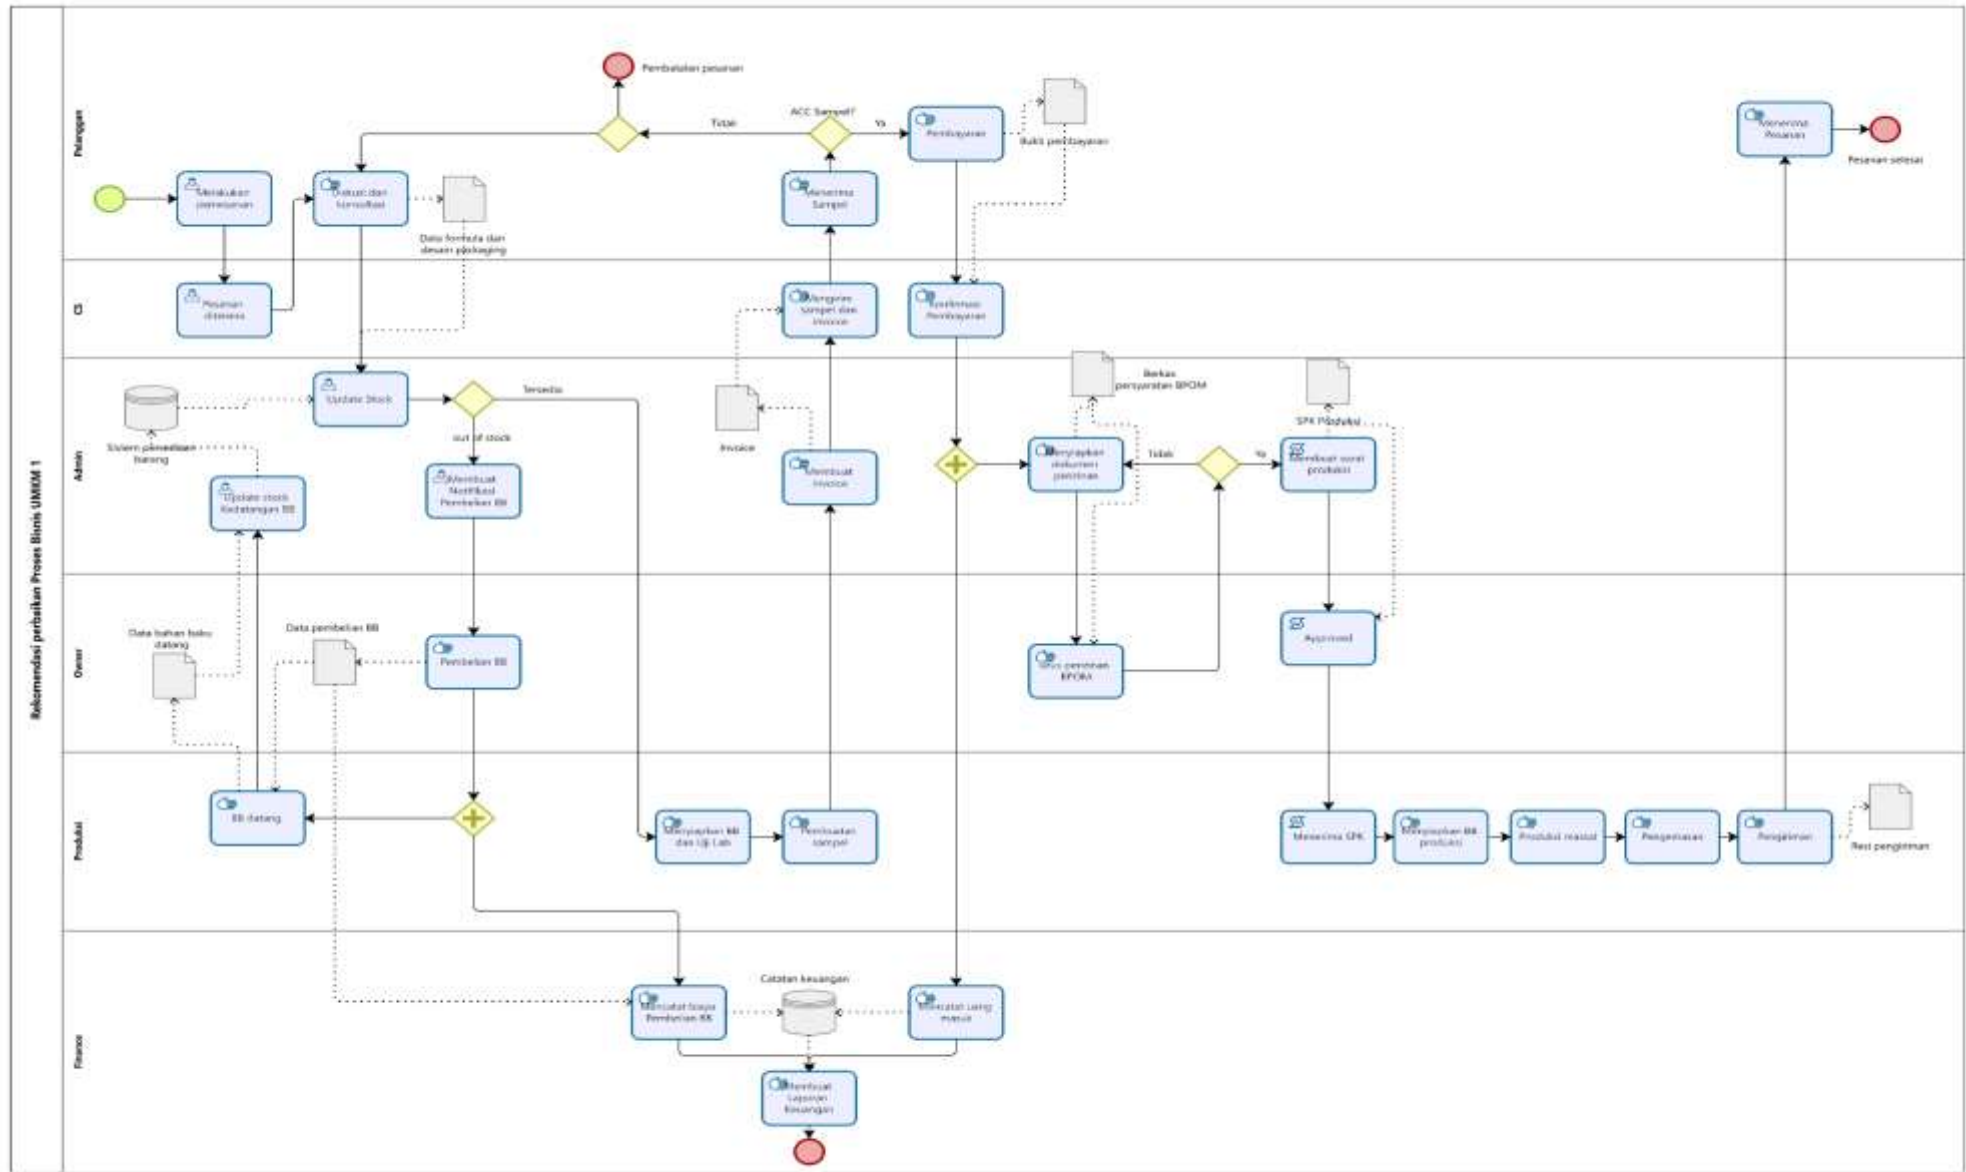 Rekomendasi perbaikan Proses Bisnis UMKM 1
Pelanggan
Pembatalan pesanan
Tidak
ACC Sampel?
Ya
Pembayaran
Bukti pembayaran
Menerima
Pesanan
Pesanan selesai
Melakukan
pemesanan
Diskusi dan
konsultasi
Data formula dan
desain packaging
Menerima
Sampel
CS
Pesanan
diterima
Mengirim
sampel dan
invoice
Konfirmasi
Pembayaran
Admin
Sistem persediaan
barang
Update Stock
Tersedia
out of stock
Update stock
Kedatangan BB
Membuat
Notifikasi
Pembelian BB
Invoice
Membuat
Invoice
Berkas
persyaratan BPOM
Menyiapkan
dokumen
perizinan
Tidak
Ya
SPK Produksi
Membuat surat
produksi
Owner
Data bahan baku
datang
Data pembelian BB
Pembelian BB
perizinan
BPOM
Approved
Produksi
BB datang
Menyiapkan BB
dan Uji Lab
Pembuatan
sampel
Menerima SPK
Menyiapkan BB
produksi
Produksi massal
Pengemasan
Pengiriman
Resi pengiriman
Finance
Mencatat biaya
Pembelian BB
Catatan keuangan
Mencatat uang
masuk
Membuat
Laporan
Keuangan